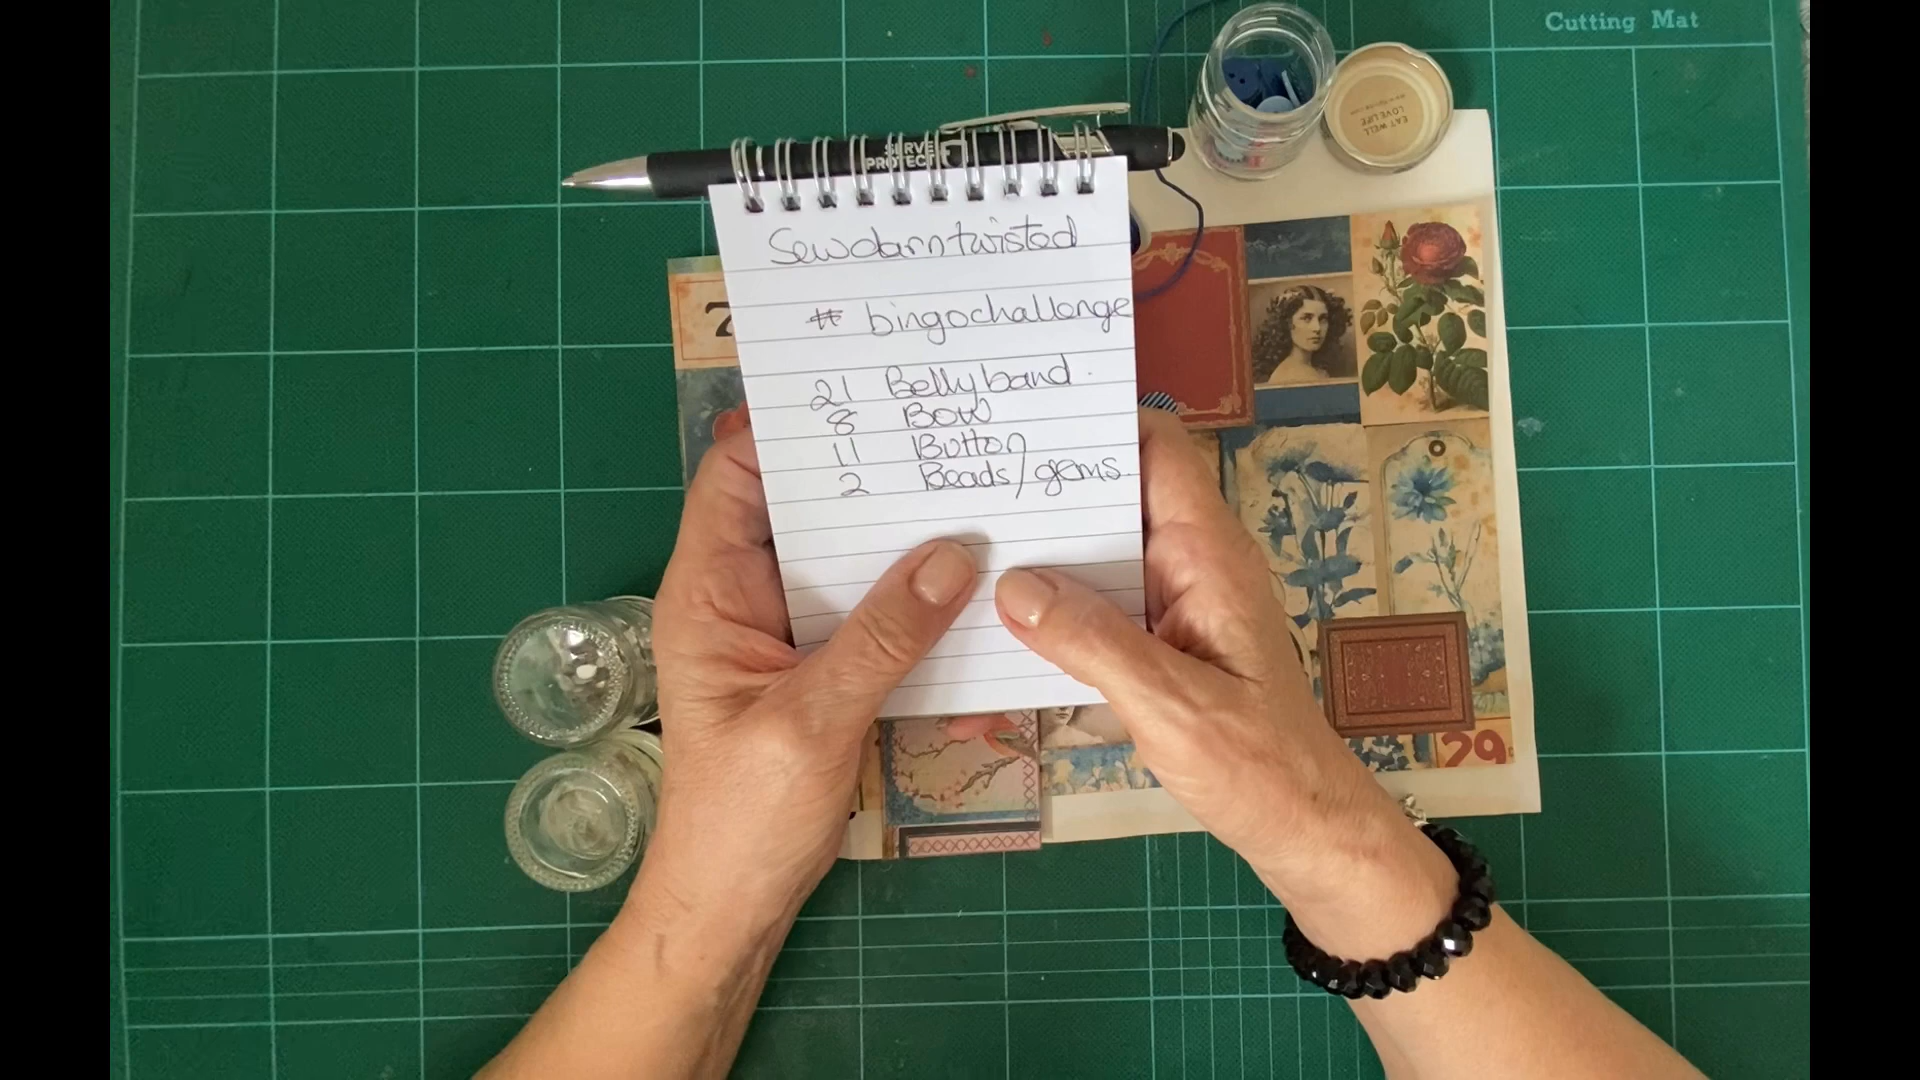 Cutting Mat
EAT WELL
LOVE LIFE
SERVE
PROTECT
Sewdarntwisted
# bingochallenge
21 Bellyband.
8 Bow
11 Button
2 Beads/gems.
7
29